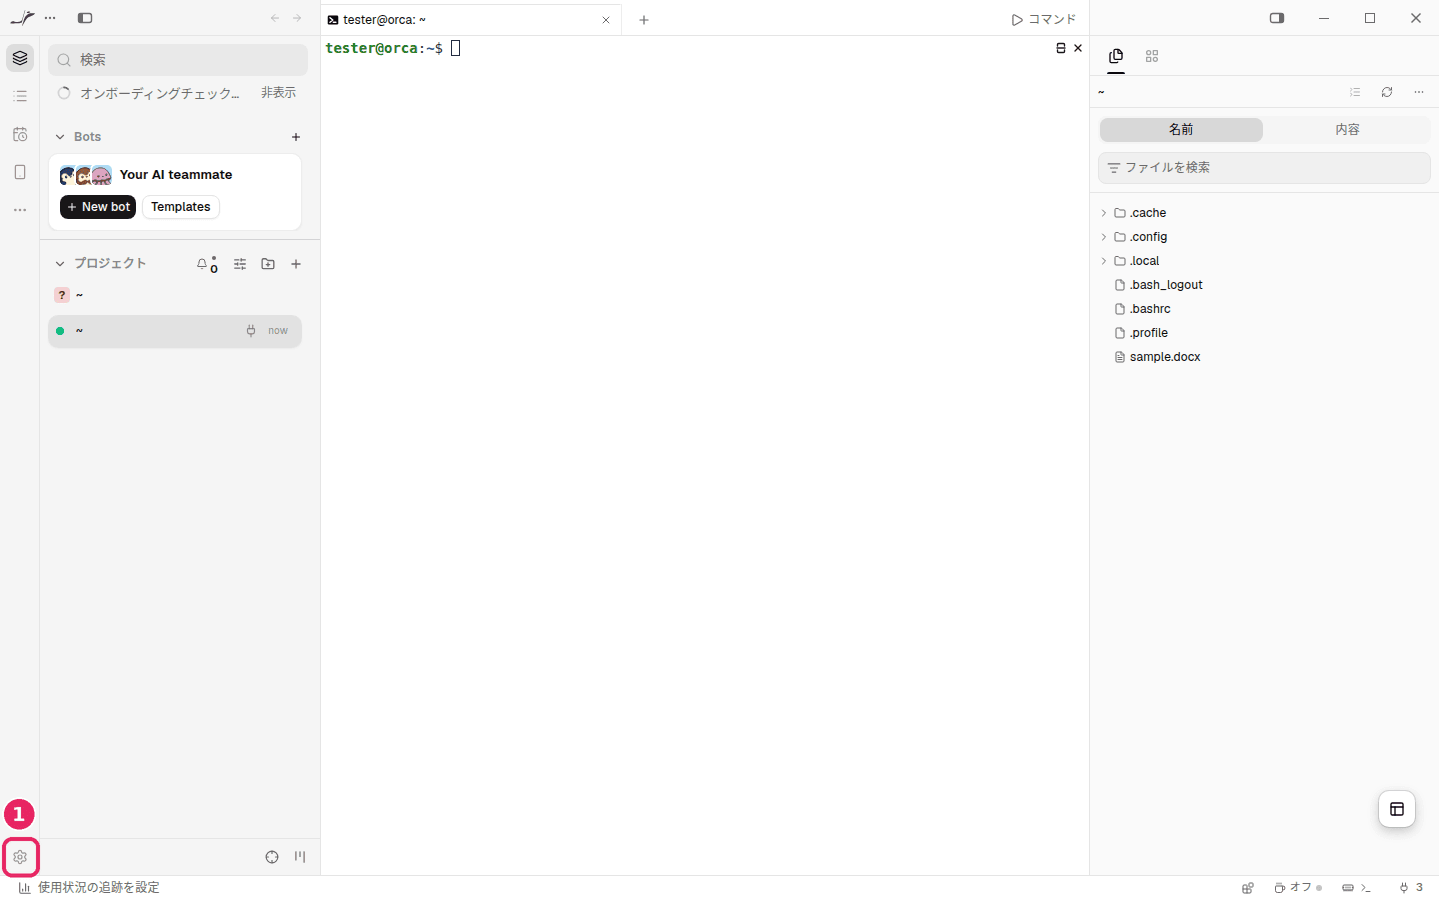 tester@orca: ~
コマンド
検索
オンボーディングチェック...
非表示
Bots
Your AI teammate
New bot
Templates
プロジェクト
0
? ~
~ now
1
tester@orca:~$
~
名前
内容
ファイルを検索
.cache
.config
.local
.bash_logout
.bashrc
.profile
sample.docx
使用状況の追跡を設定
オフ
3